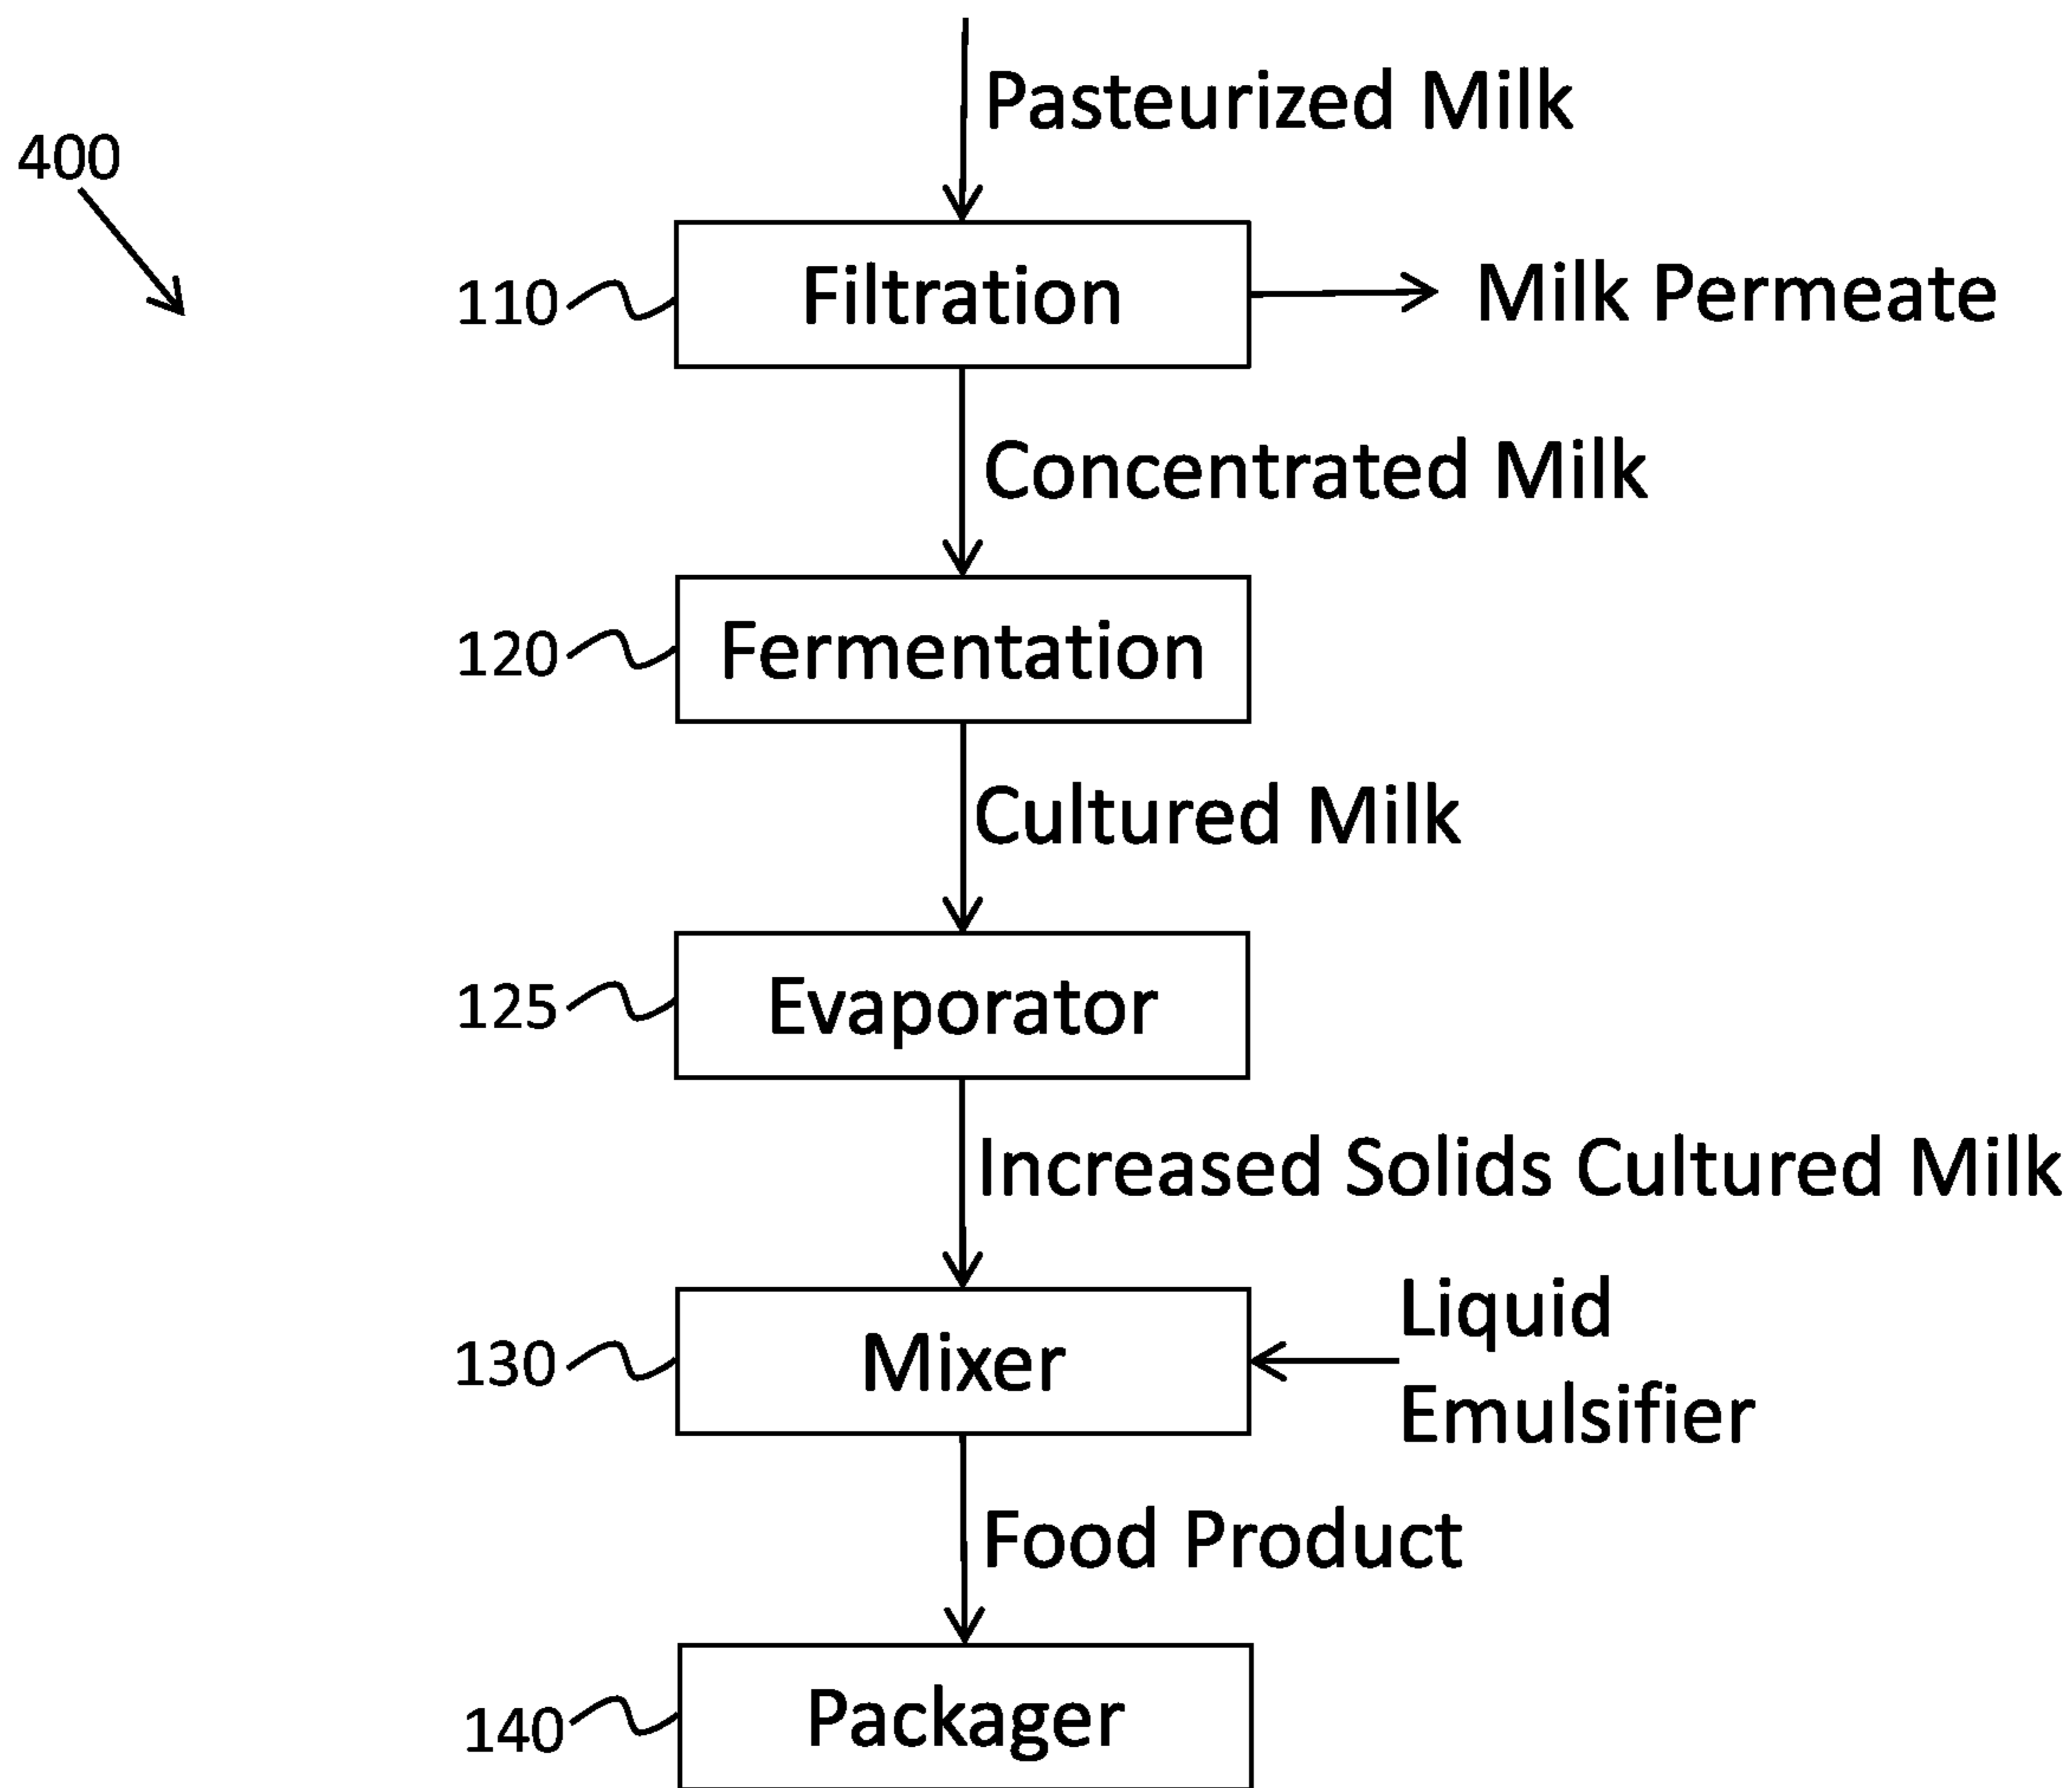 Pasteurized Milk
400
110
Filtration
Milk Permeate
Concentrated Milk
120
Fermentation
Cultured Milk
125
Evaporator
Increased Solids Cultured Milk
130
Mixer
Liquid
Emulsifier
Food Product
140
Packager